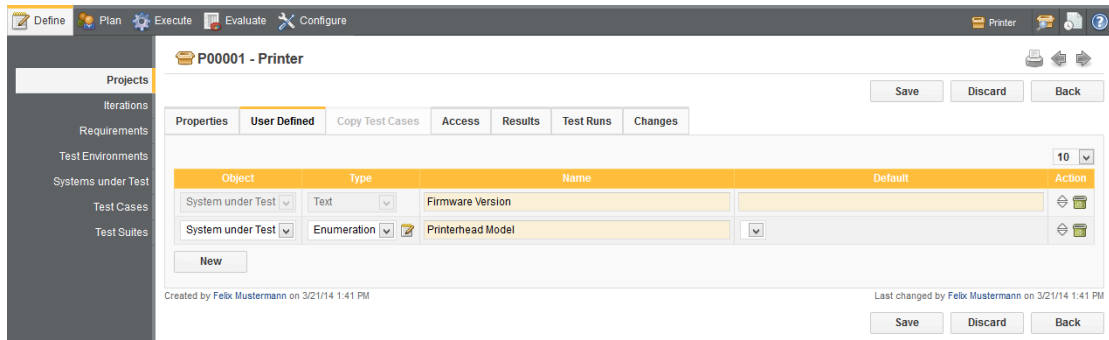 Define Plan Execute Evaluate Configure Printer
P00001 - Printer
Projects
Iterations
Requirements
Test Environments
Systems under Test
Test Cases
Test Suites
Save Discard Back
Properties User Defined Copy Test Cases Access Results Test Runs Changes
10
Object Type Name Default Action
System under Test Text Firmware Version
System under Test Enumeration Printerhead Model
New
Created by Felix Mustermann on 3/21/14 1:41 PM Last changed by Felix Mustermann on 3/21/14 1:41 PM
Save Discard Back